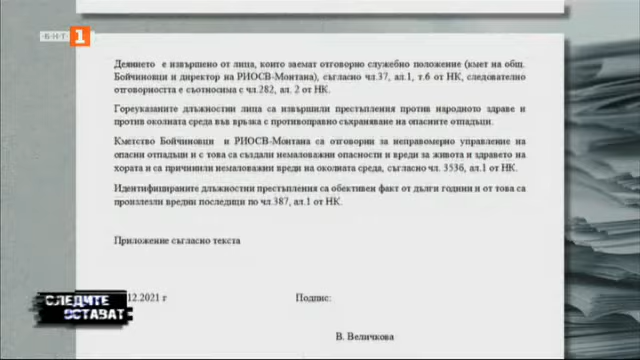 БНТ 1
Деянието е извършено от лица, които заемат отговорно служебно положение (кмет на общ.
Бойчиновци и директор на РИОСВ-Монтана), съгласно чл.37, ал.1, т.6 от НК, следователно
отговорността е съотносима с чл.282, ал. 2 от НК.
Гореуказаните длъжностни лица са извършили престъпления против народното здраве и
против околната среда във връзка с противоправно съхраняване на опасните отпадъци.
Кметство Бойчиновци и РИОСВ-Монтана са отговорни за неправомерно управление на
опасни отпадъци и с това са създали немаловажни опасности и вреди за живота и здравето на
хората и са причинили немаловажни вреди на околната среда, съгласно чл. 353б, ал.1 от НК.
Идентифицираните длъжностни престъпления са обективен факт от дълги години и от това са
произлезли вредни последици по чл.387, ал.1 от НК.
Приложение съгласно текста
12.2021 г Подпис:
В. Величкова
СЛЕДИТЕ
ОСТАВАТ